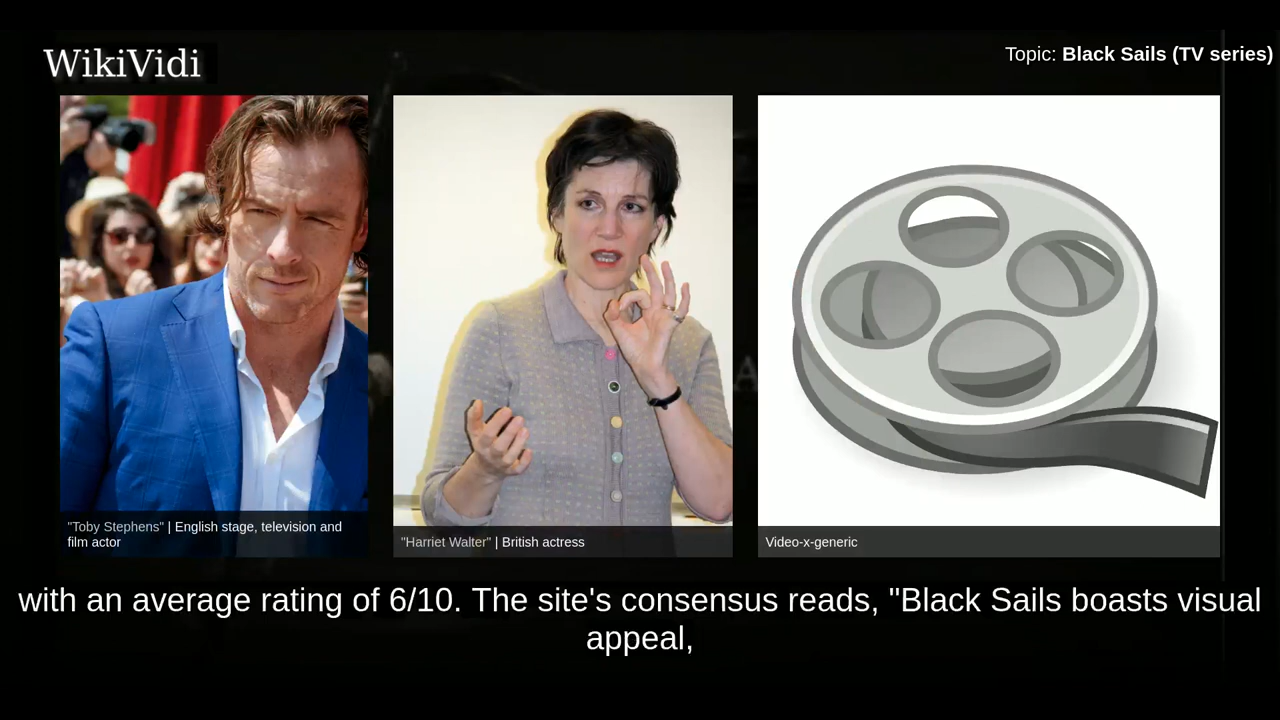 WikiVidi
Topic: Black Sails (TV series)
"Toby Stephens" | English stage, television and
film actor
"Harriet Walter" | British actress
Video-x-generic
with an average rating of 6/10. The site's consensus reads, "Black Sails boasts visual
appeal,